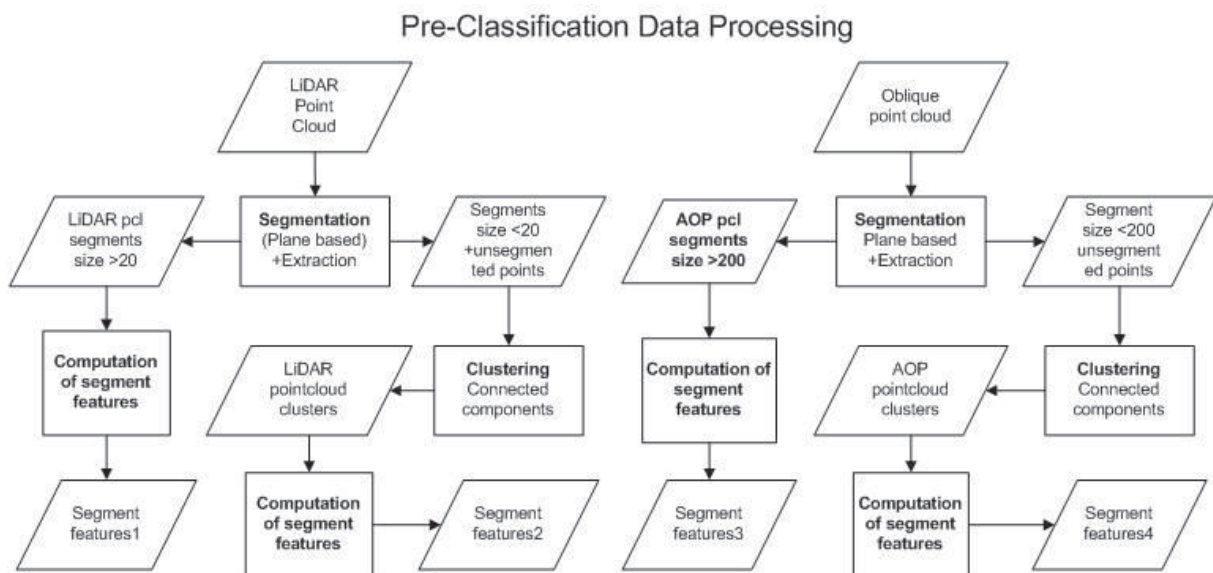 Pre-Classification Data Processing
LiDAR
Point
Cloud
Oblique
point cloud
LiDAR pcl
segments
size >20
Segmentation
(Plane based)
+Extraction
Segments
size <20
+unsegmen
ted points
AOP pcl
segments
size >200
Segmentation
Plane based
+Extraction
Segment
size <200
unsegment
ed points
Computation
of segment
features
LiDAR
pointcloud
clusters
Clustering
Connected
components
Computation of
segment
features
AOP
pointcloud
clusters
Clustering
Connected
components
Segment
features1
Computation
of segment
features
Segment
features2
Segment
features3
Computation
of segment
features
Segment
features4